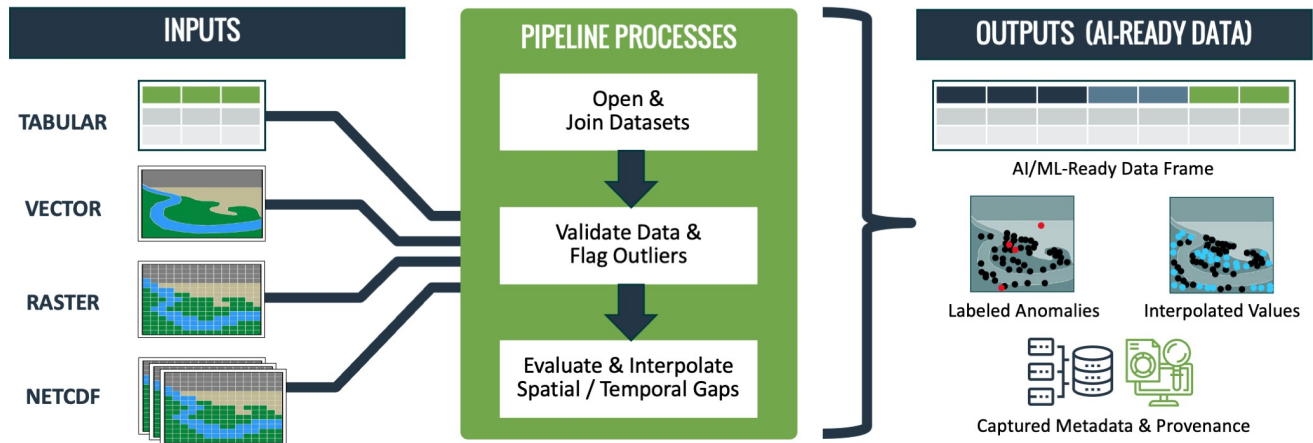 INPUTS
TABULAR
VECTOR
RASTER
NETCDF
PIPELINE PROCESSES
Open &
Join Datasets
Validate Data &
Flag Outliers
Evaluate & Interpolate
Spatial / Temporal Gaps
OUTPUTS (AI-READY DATA)
AI/ML-Ready Data Frame
Labeled Anomalies
Interpolated Values
Captured Metadata & Provenance